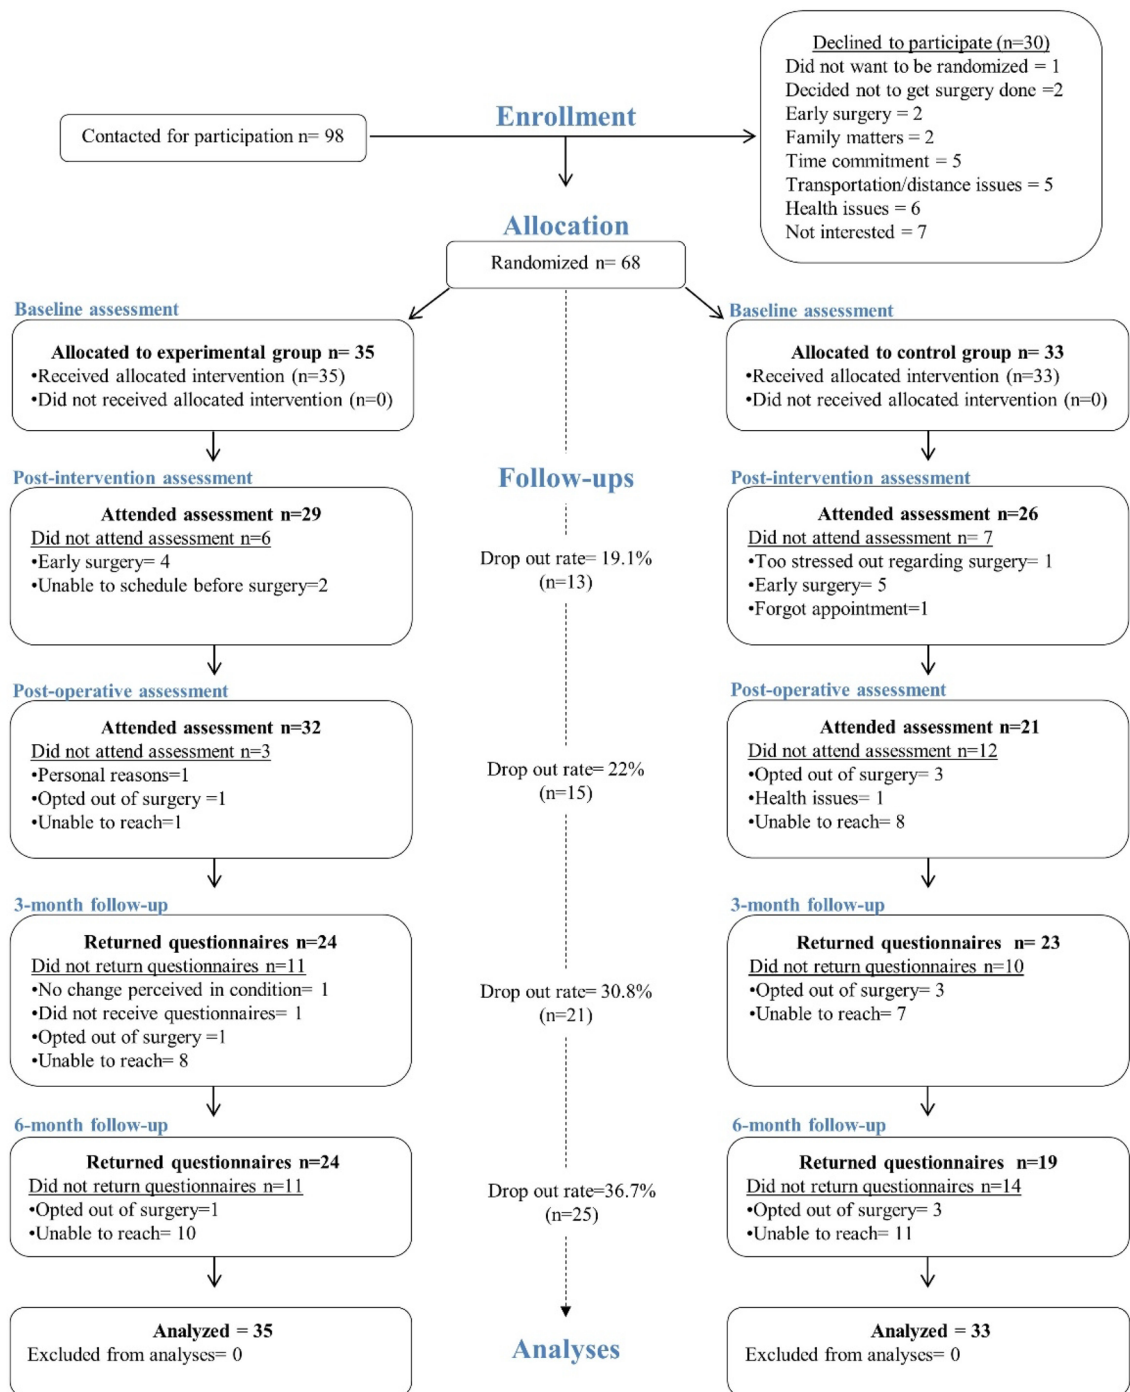 Enrollment
Contacted for participation n= 98
Declined to participate (n=30)
Did not want to be randomized = 1
Decided not to get surgery done =2
Early surgery = 2
Family matters = 2
Time commitment = 5
Transportation/distance issues = 5
Health issues = 6
Not interested = 7
Allocation
Randomized n= 68
Baseline assessment
Allocated to experimental group n= 35
•Received allocated intervention (n=35)
•Did not received allocated intervention (n=0)
Baseline assessment
Allocated to control group n= 33
•Received allocated intervention (n=33)
•Did not received allocated intervention (n=0)
Follow-ups
Post-intervention assessment
Attended assessment n=29
Did not attend assessment n=6
•Early surgery= 4
•Unable to schedule before surgery=2
Drop out rate= 19.1%
(n=13)
Post-intervention assessment
Attended assessment n=26
Did not attend assessment n= 7
•Too stressed out regarding surgery= 1
•Early surgery= 5
•Forgot appointment=1
Post-operative assessment
Attended assessment n=32
Did not attend assessment n=3
•Personal reasons=1
•Opted out of surgery =1
•Unable to reach=1
Drop out rate= 22%
(n=15)
Post-operative assessment
Attended assessment n=21
Did not attend assessment n=12
•Opted out of surgery= 3
•Health issues= 1
•Unable to reach= 8
3-month follow-up
Returned questionnaires n=24
Did not return questionnaires n=11
•No change perceived in condition= 1
•Did not receive questionnaires= 1
•Opted out of surgery =1
•Unable to reach= 8
Drop out rate= 30.8%
(n=21)
3-month follow-up
Returned questionnaires n= 23
Did not return questionnaires n=10
•Opted out of surgery= 3
•Unable to reach= 7
6-month follow-up
Returned questionnaires n=24
Did not return questionnaires n=11
•Opted out of surgery=1
•Unable to reach= 10
Drop out rate=36.7%
(n=25)
6-month follow-up
Returned questionnaires n=19
Did not return questionnaires n=14
•Opted out of surgery= 3
•Unable to reach= 11
Analyzed = 35
Excluded from analyses= 0
Analyses
Analyzed = 33
Excluded from analyses= 0